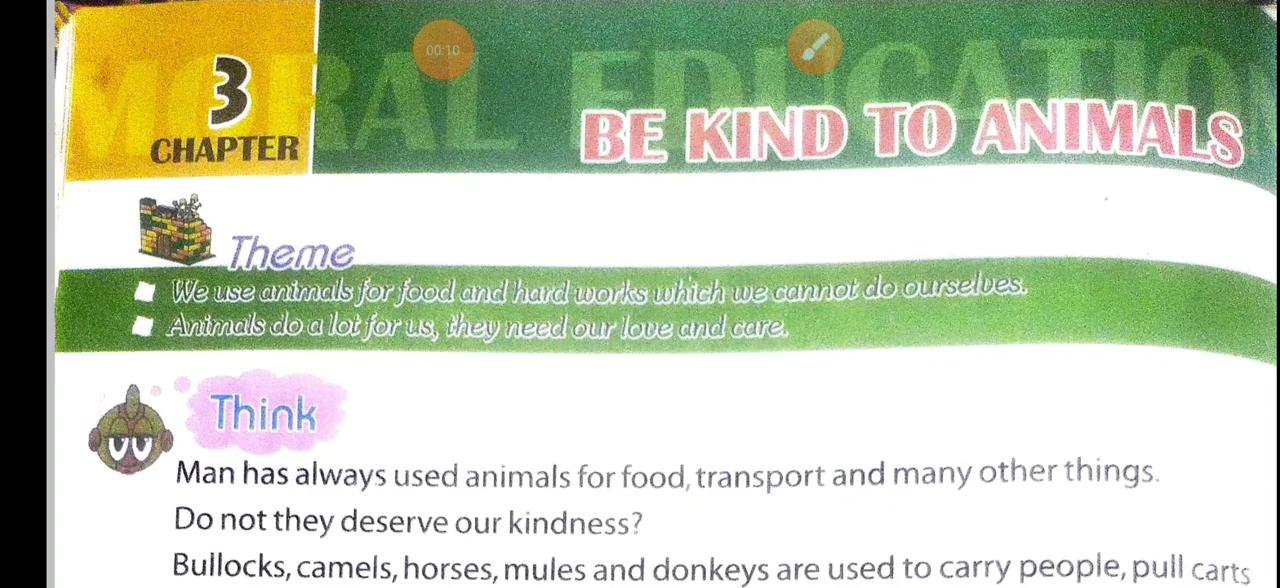 MORAL EDUCATION
00:10
3
CHAPTER
BE KIND TO ANIMALS
Theme
We use animals for food and hard works which we cannot do ourselves.
Animals do a lot for us, they need our love and care.
Think
Man has always used animals for food, transport and many other things.
Do not they deserve our kindness?
Bullocks, camels, horses, mules and donkeys are used to carry people, pull carts